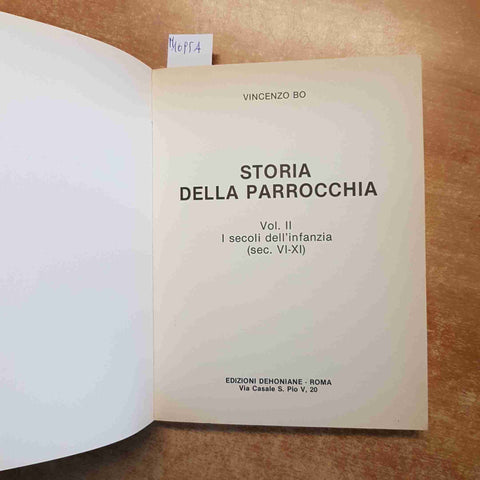 VINCENZO BO
STORIA
DELLA PARROCCHIA
Vol. II
I secoli dell'infanzia
(sec. VI-XI)
EDIZIONI DEHONIANE - ROMA
Via Casale S. Pio V, 20